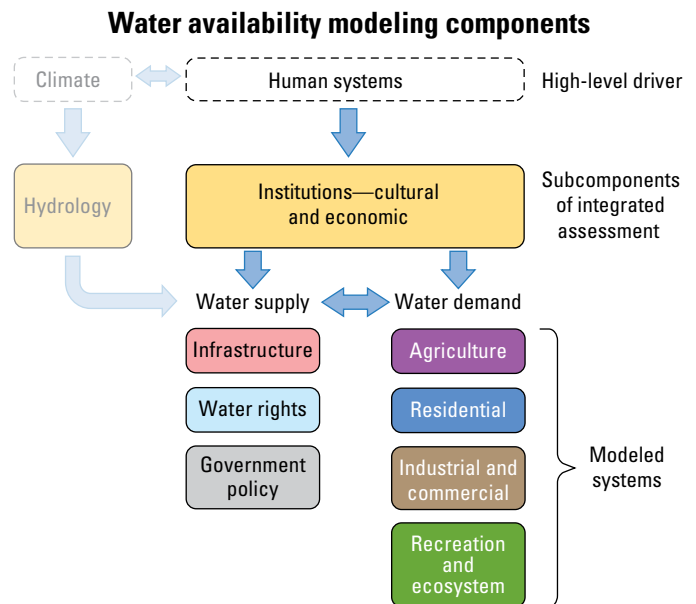 Water availability modeling components
Climate
Human systems
High-level driver
Hydrology
Institutions—cultural
and economic
Subcomponents
of integrated
assessment
Water supply
Water demand
Infrastructure
Water rights
Government
policy
Agriculture
Residential
Industrial and
commercial
Recreation
and
ecosystem
Modeled
systems